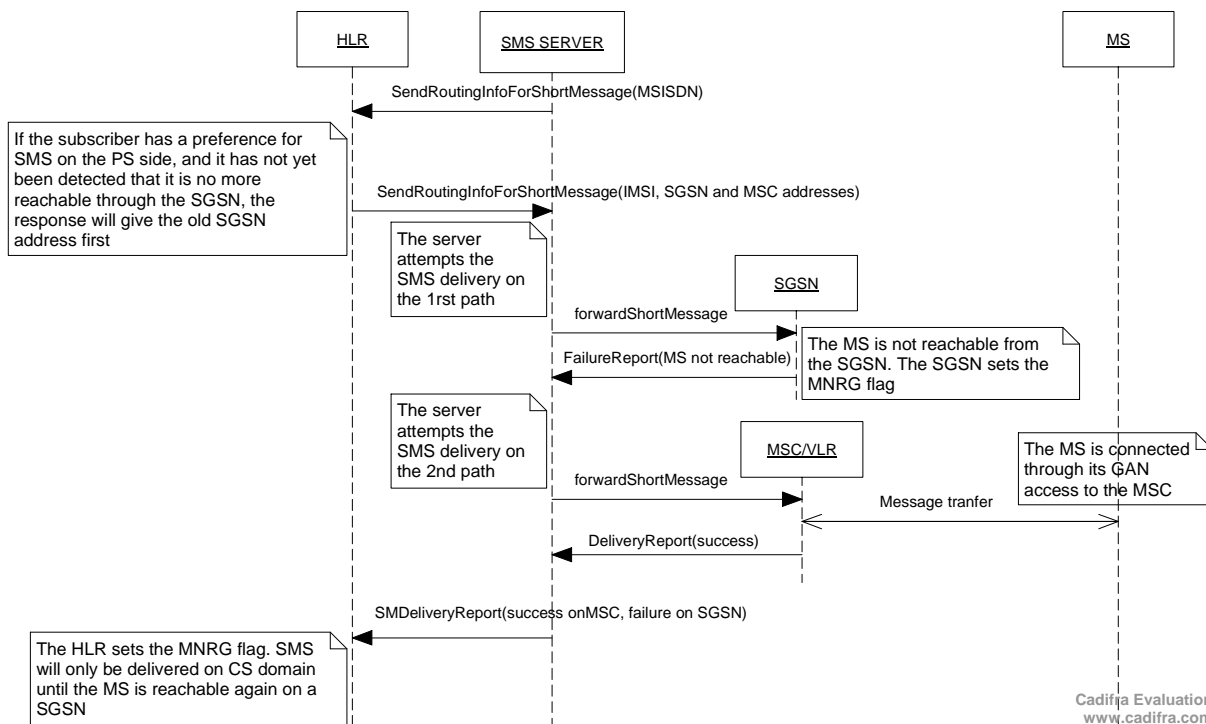 HLR
SMS SERVER
MS
SendRoutingInfoForShortMessage(MSISDN)
If the subscriber has a preference for
SMS on the PS side, and it has not yet
been detected that it is no more
reachable through the SGSN, the
response will give the old SGSN
address first
SendRoutingInfoForShortMessage(IMSI, SGSN and MSC addresses)
The server
attempts the
SMS delivery on
the 1rst path
SGSN
forwardShortMessage
The MS is not reachable from
the SGSN. The SGSN sets the
MNRG flag
FailureReport(MS not reachable)
The server
attempts the
SMS delivery on
the 2nd path
MSC/VLR
The MS is connected
through its GAN
access to the MSC
forwardShortMessage
Message tranfer
DeliveryReport(success)
SMDeliveryReport(success onMSC, failure on SGSN)
The HLR sets the MNRG flag. SMS
will only be delivered on CS domain
until the MS is reachable again on a
SGSN
Cadifra Evaluation
www.cadifra.com